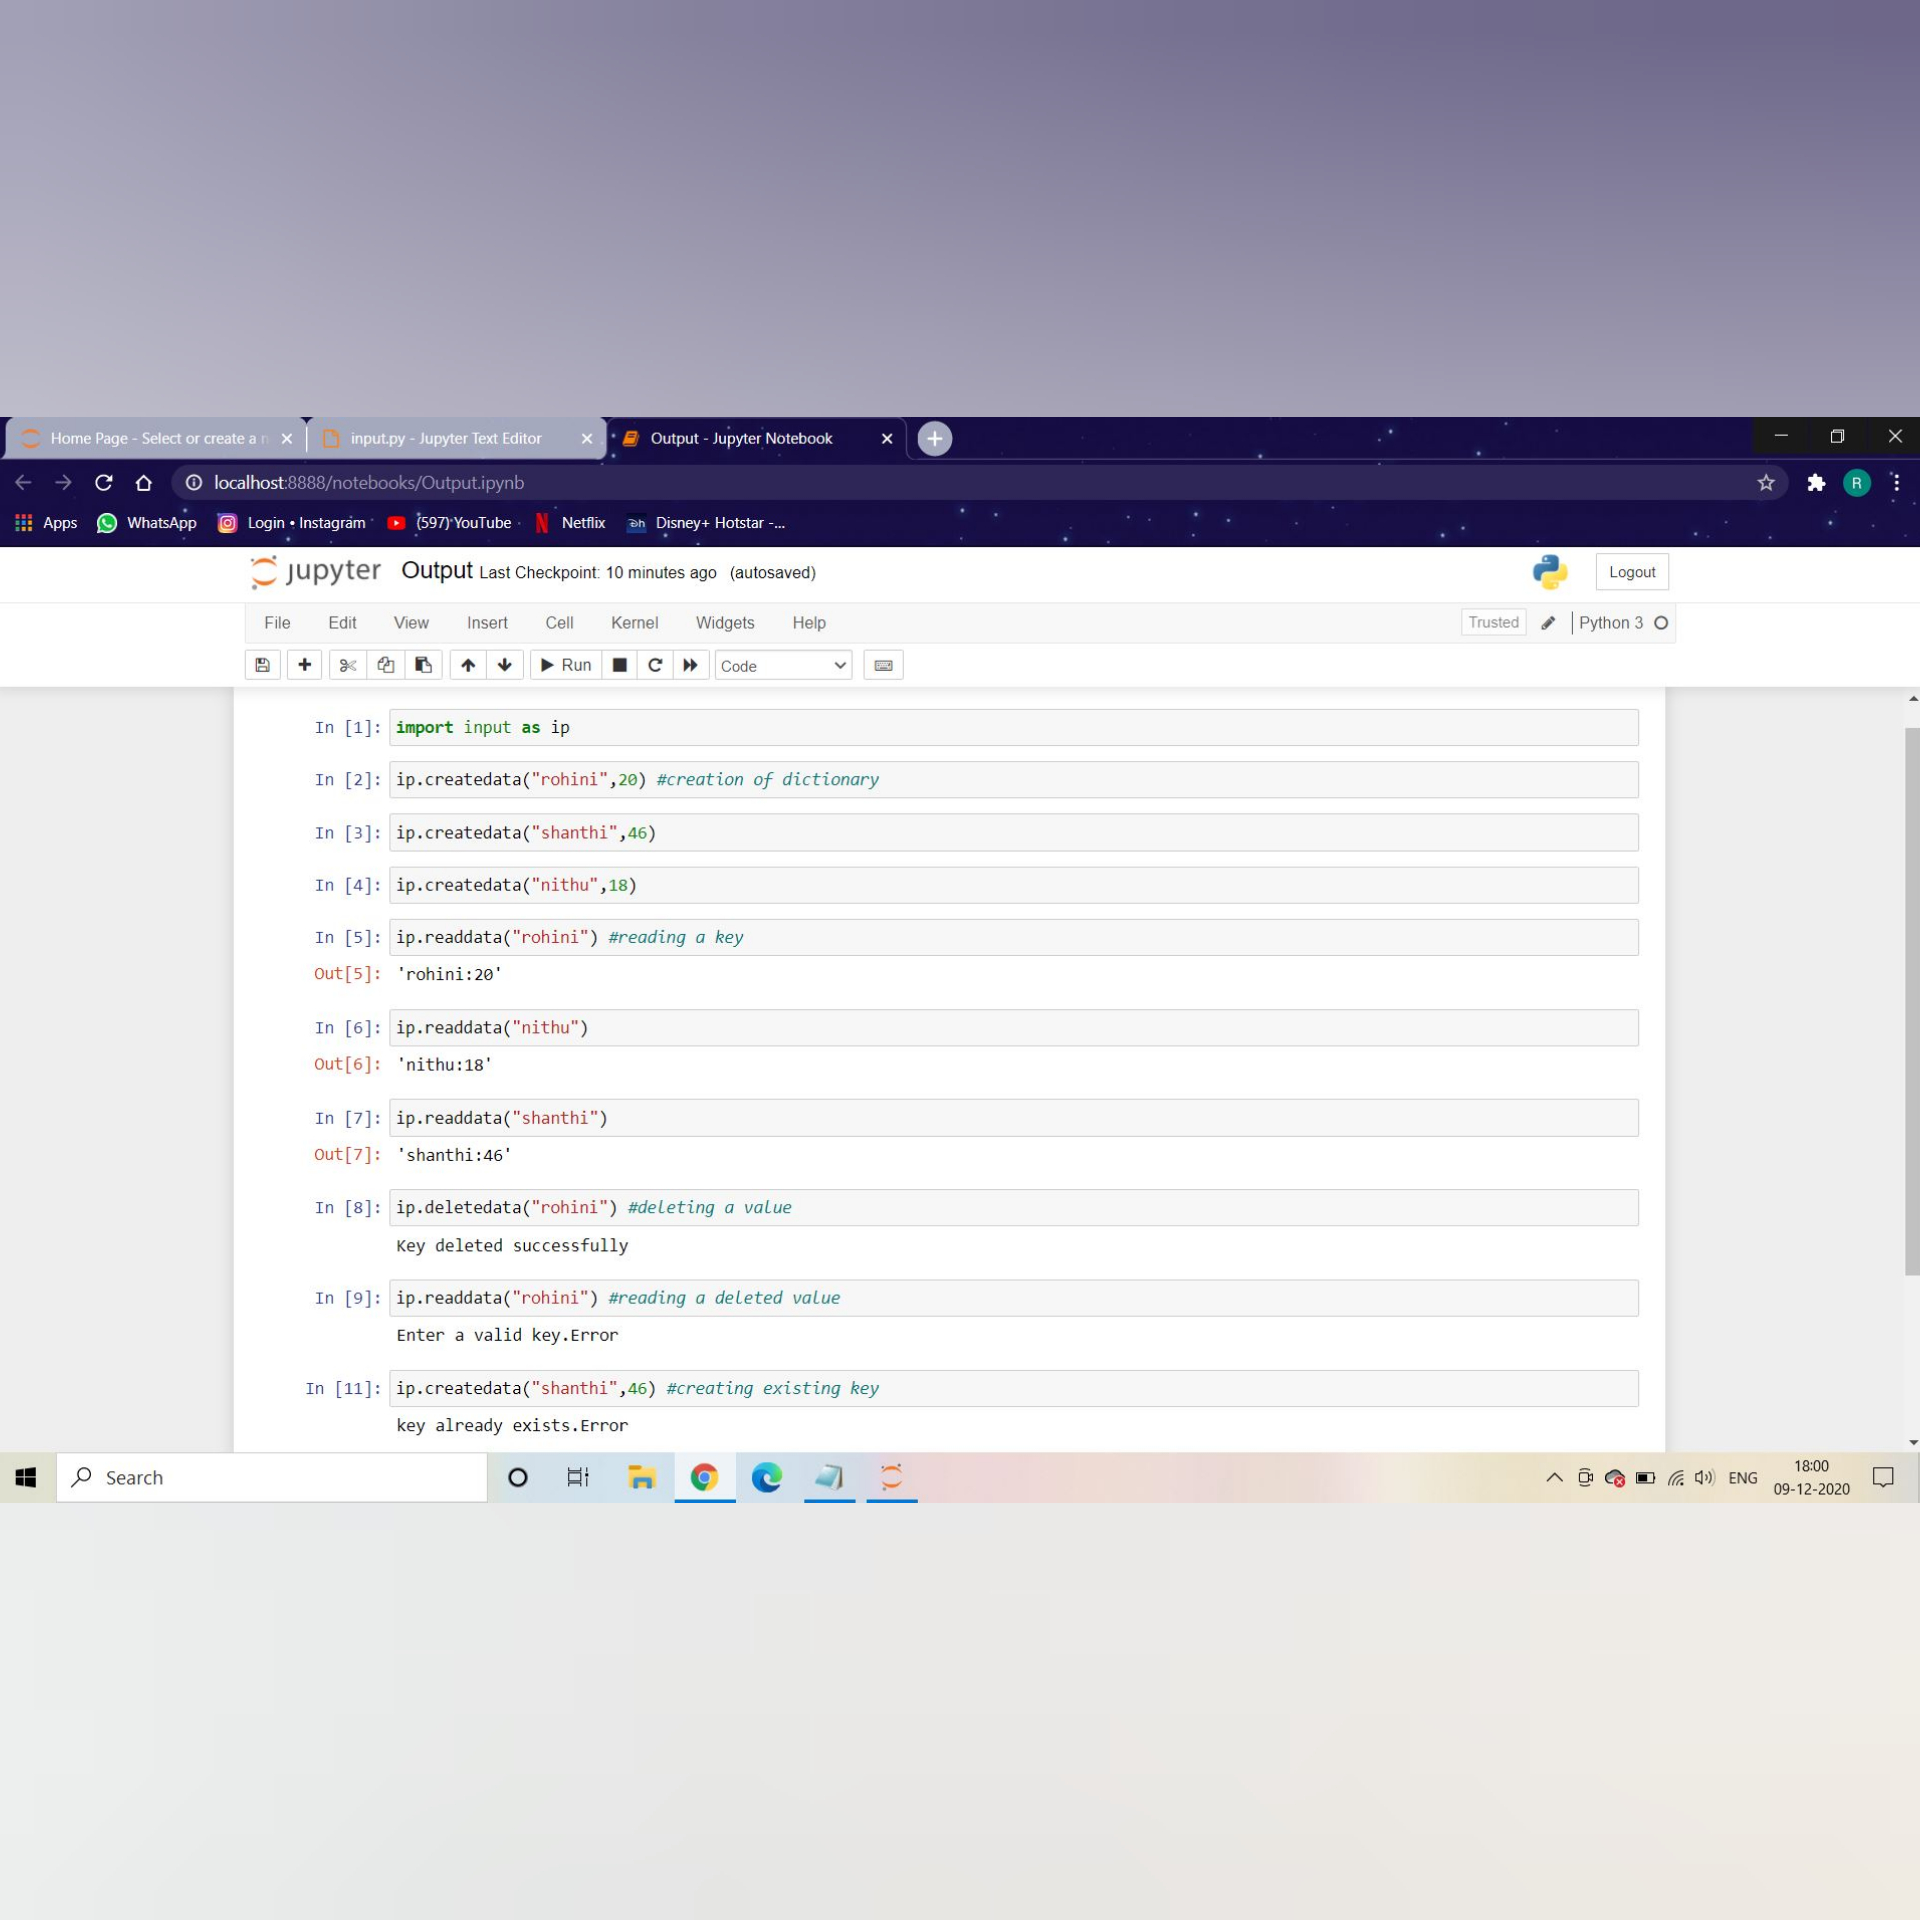 Home Page - Select or create a n
input.py - Jupyter Text Editor
Output - Jupyter Notebook
localhost:8888/notebooks/Output.ipynb
R
Apps WhatsApp Login • Instagram (597) YouTube Netflix Disney+ Hotstar -...
jupyter Output Last Checkpoint: 10 minutes ago (autosaved)
Logout
File Edit View Insert Cell Kernel Widgets Help
Trusted Python 3
Run Code
In [1]: import input as ip
In [2]: ip.createdata("rohini",20) #creation of dictionary
In [3]: ip.createdata("shanthi",46)
In [4]: ip.createdata("nithu",18)
In [5]: ip.readdata("rohini") #reading a key
Out[5]: 'rohini:20'
In [6]: ip.readdata("nithu")
Out[6]: 'nithu:18'
In [7]: ip.readdata("shanthi")
Out[7]: 'shanthi:46'
In [8]: ip.deletedata("rohini") #deleting a value
Key deleted successfully
In [9]: ip.readdata("rohini") #reading a deleted value
Enter a valid key.Error
In [11]: ip.createdata("shanthi",46) #creating existing key
key already exists.Error
Search
ENG
18:00
09-12-2020